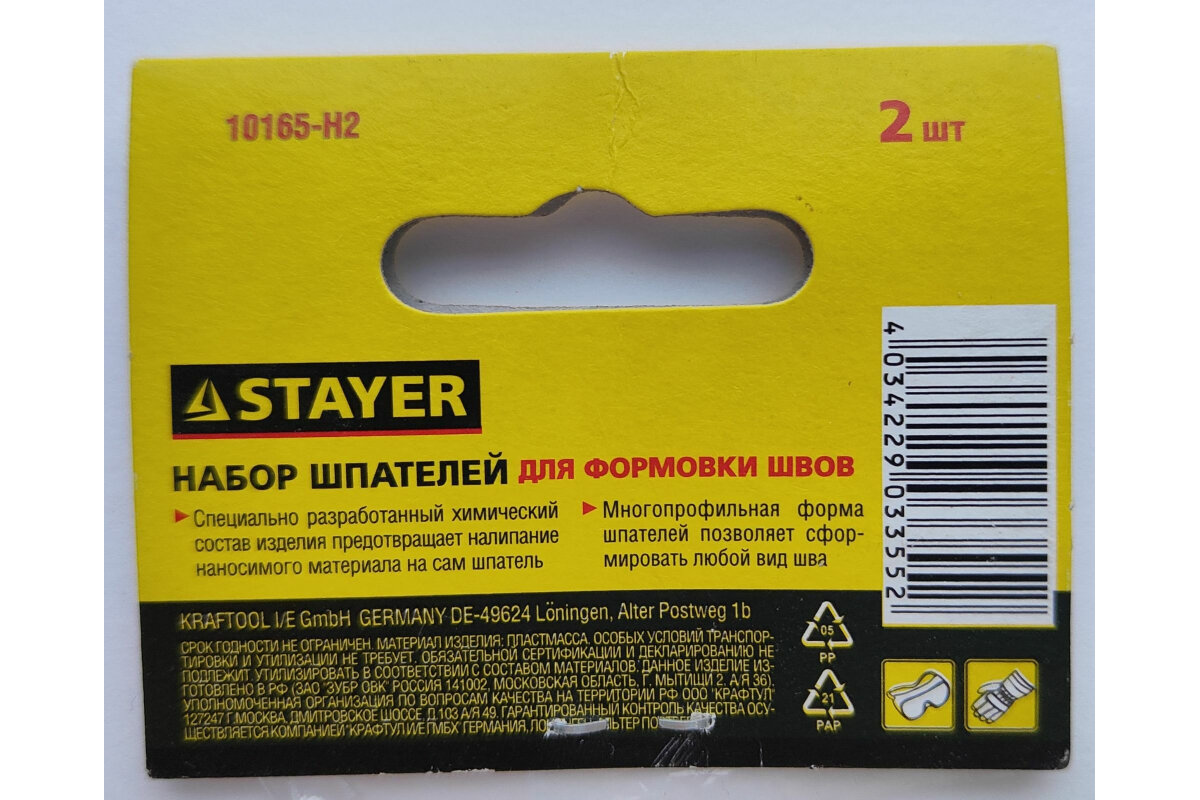 10165-H2
2 шт
STAYER
НАБОР ШПАТЕЛЕЙ ДЛЯ ФОРМОВКИ ШВОВ
Специально разработанный химический
состав изделия предотвращает налипание
наносимого материала на сам шпатель
Многопрофильная форма
шпателей позволяет сфор-
мировать любой вид шва
4 034229 033552
KRAFTOOL I/E GmbH GERMANY DE-49624 Löningen, Alter Postweg 1b
СРОК ГОДНОСТИ НЕ ОГРАНИЧЕН. МАТЕРИАЛ ИЗДЕЛИЯ: ПЛАСТМАССА. ОСОБЫХ УСЛОВИЙ ТРАНСПОР-
ТИРОВКИ И УТИЛИЗАЦИИ НЕ ТРЕБУЕТ. ОБЯЗАТЕЛЬНОЙ СЕРТИФИКАЦИИ И ДЕКЛАРИРОВАНИЮ НЕ
ПОДЛЕЖИТ. УТИЛИЗИРОВАТЬ В СООТВЕТСТВИИ С СОСТАВОМ МАТЕРИАЛОВ. ДАННОЕ ИЗДЕЛИЕ ИЗ-
ГОТОВЛЕНО В РФ (ЗАО "ЗУБР ОВК" РОССИЯ 141002, МОСКОВСКАЯ ОБЛАСТЬ, Г. МЫТИЩИ 2, А/Я 36).
УПОЛНОМОЧЕННАЯ ОРГАНИЗАЦИЯ ПО ВОПРОСАМ КАЧЕСТВА НА ТЕРРИТОРИИ РФ ООО "КРАФТУЛ"
127247 Г.МОСКВА, ДМИТРОВСКОЕ ШОССЕ, Д.103 А/Я 49. ГАРАНТИРОВАННЫЙ КОНТРОЛЬ КАЧЕСТВА ОСУ-
ЩЕСТВЛЯЕТСЯ КОМПАНИЕЙ "КРАФТУЛ И/Е ГМБХ" ГЕРМАНИЯ,
05
PP
21
PAP